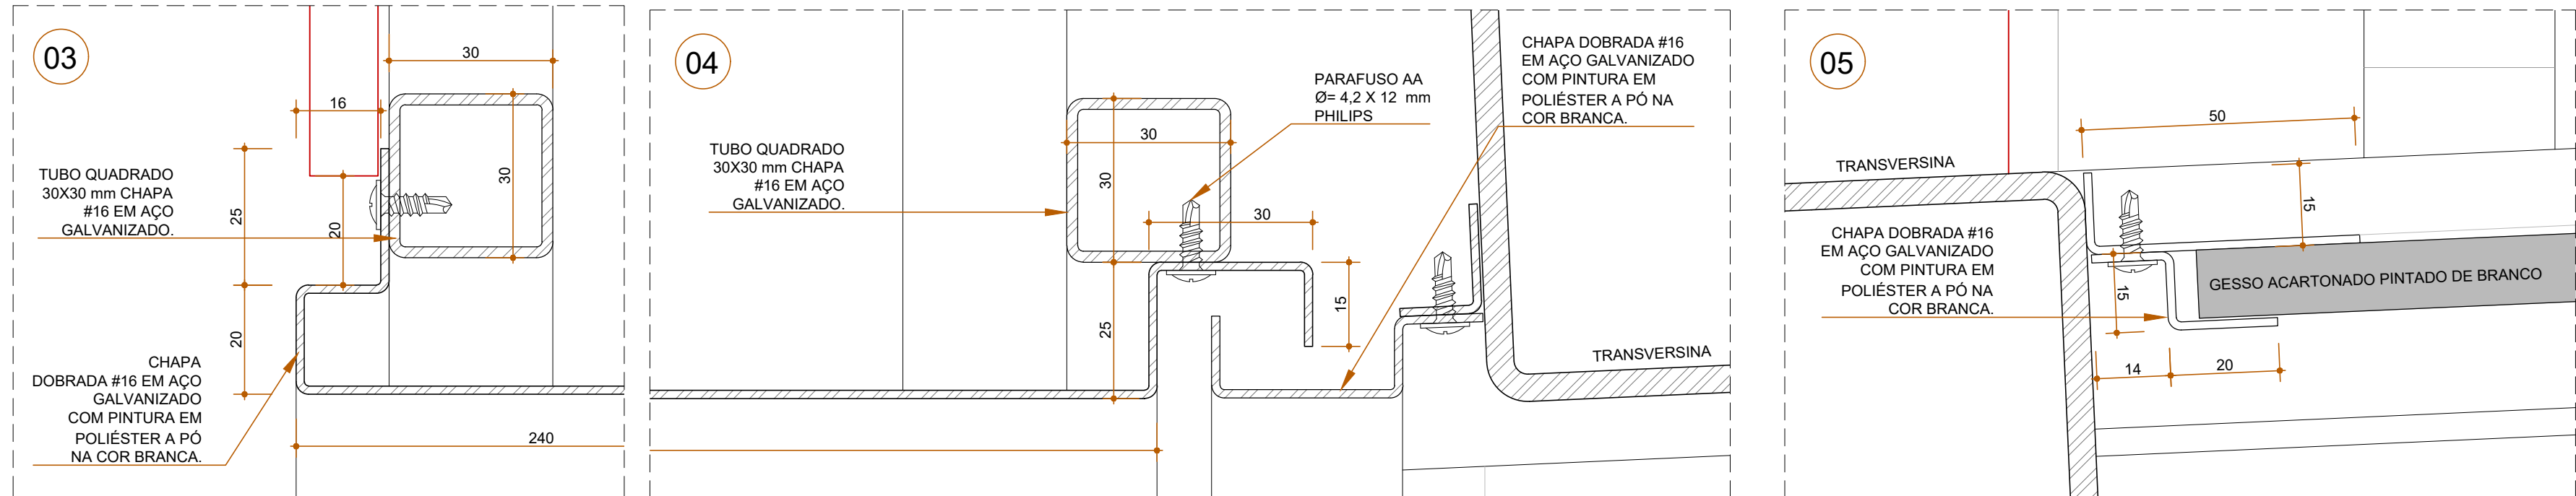 03
30
16
TUBO QUADRADO
30X30 mm CHAPA
#16 EM AÇO
GALVANIZADO.
25
20
30
20
CHAPA
DOBRADA #16 EM AÇO
GALVANIZADO
COM PINTURA EM
POLIÉSTER A PÓ
NA COR BRANCA.
240
04
TUBO QUADRADO
30X30 mm CHAPA
#16 EM AÇO
GALVANIZADO.
30
30
PARAFUSO AA
Ø= 4,2 X 12 mm
PHILIPS
30
25
15
CHAPA DOBRADA #16
EM AÇO GALVANIZADO
COM PINTURA EM
POLIÉSTER A PÓ NA
COR BRANCA.
TRANSVERSINA
05
50
TRANSVERSINA
15
CHAPA DOBRADA #16
EM AÇO GALVANIZADO
COM PINTURA EM
POLIÉSTER A PÓ NA
COR BRANCA.
GESSO ACARTONADO PINTADO DE BRANCO
15
14
20